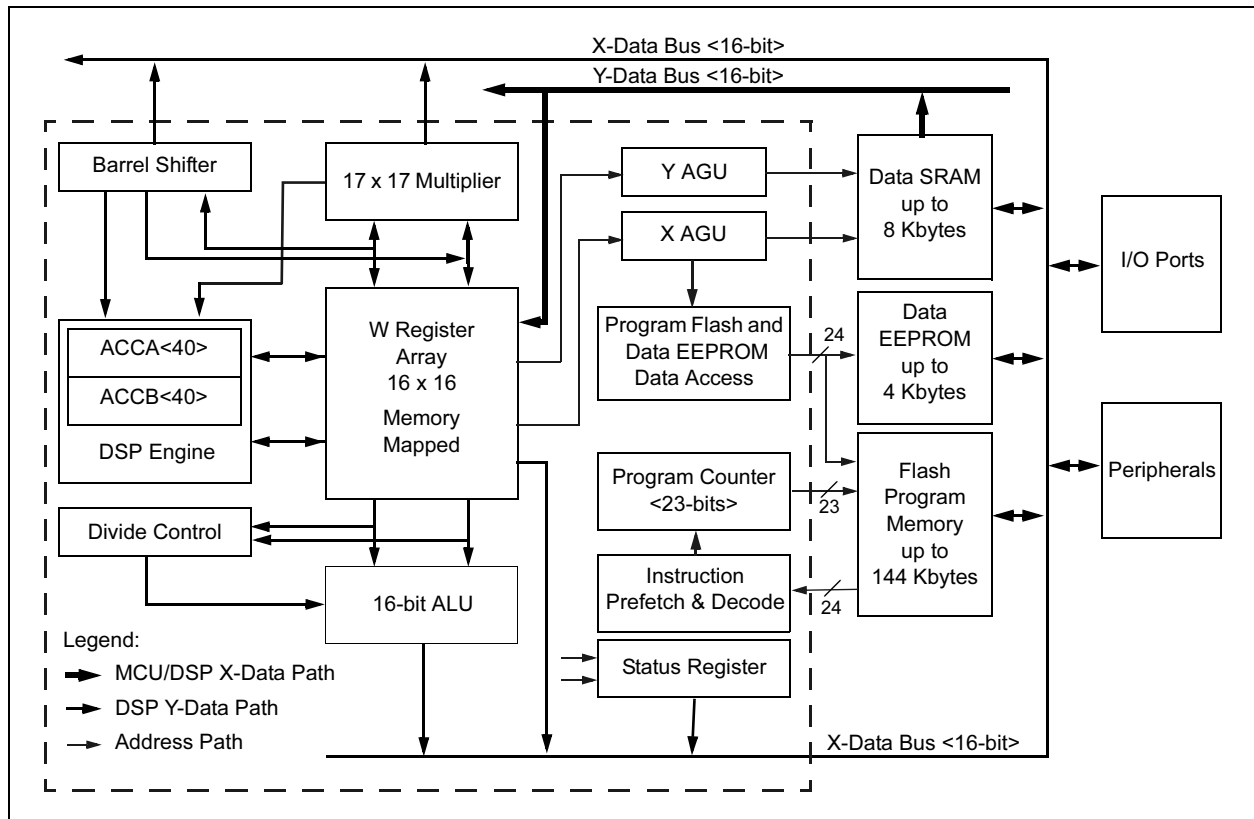 X-Data Bus <16-bit>
Y-Data Bus <16-bit>
Barrel Shifter
17 x 17 Multiplier
Y AGU
X AGU
Data SRAM
up to
8 Kbytes
I/O Ports
ACCA<40>
ACCB<40>
DSP Engine
W Register
Array
16 x 16
Memory
Mapped
Program Flash and
Data EEPROM
Data Access
24
Data
EEPROM
up to
4 Kbytes
Program Counter
<23-bits>
23
Flash
Program
Memory
up to
144 Kbytes
Peripherals
Divide Control
16-bit ALU
Instruction
Prefetch & Decode
24
Status Register
Legend:
MCU/DSP X-Data Path
DSP Y-Data Path
Address Path
X-Data Bus <16-bit>